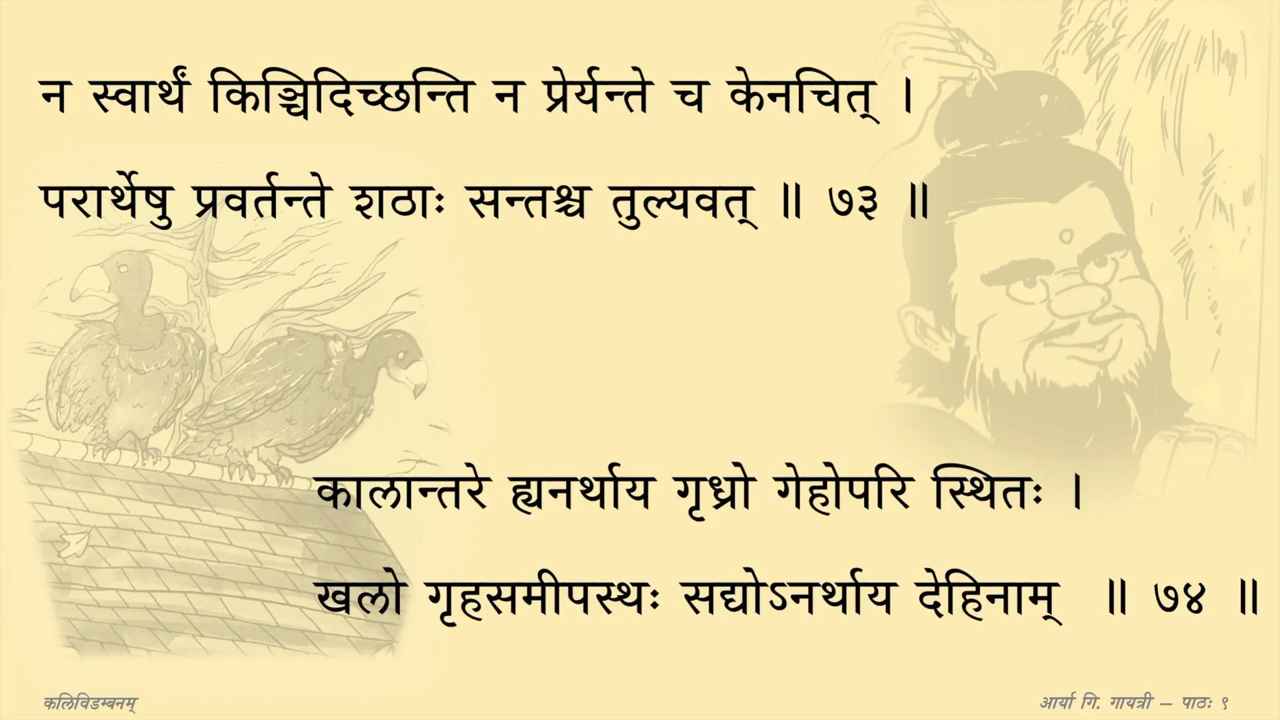 न स्वार्थं किञ्चिदिच्छन्ति न प्रेर्यन्ते च केनचित् ।
परार्थेषु प्रवर्तन्ते शठाः सन्तश्च तुल्यवत् ॥ ७३ ॥
कालान्तरे ह्यनर्थाय गृध्रो गेहोपरि स्थितः ।
खलो गृहसमीपस्थः सद्योऽनर्थाय देहिनाम् ॥ ७४ ॥
कलिविडम्बनम्
आर्या गि. गायत्री – पाठः ९